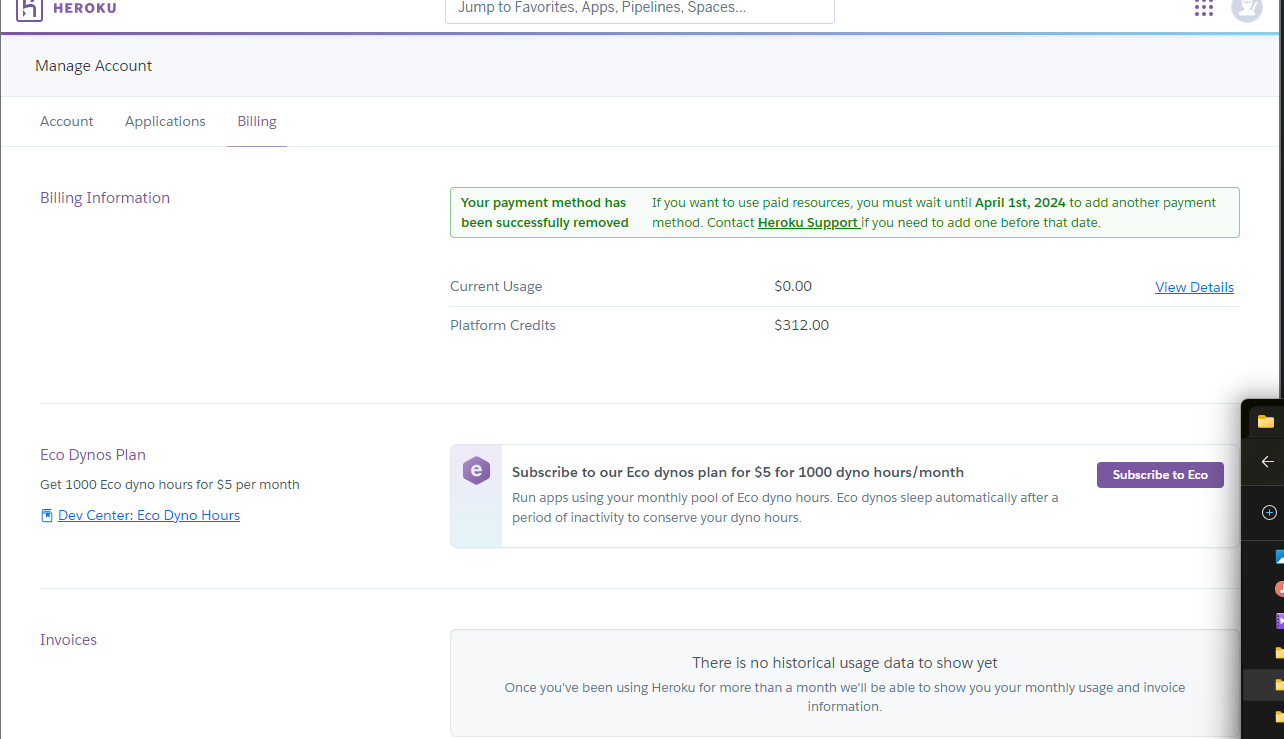 HEROKU
Jump to Favorites, Apps, Pipelines, Spaces...
Manage Account
Account Applications Billing
Billing Information
Your payment method has been successfully removed
If you want to use paid resources, you must wait until April 1st, 2024 to add another payment
method. Contact Heroku Support if you need to add one before that date.
Current Usage $0.00 View Details
Platform Credits $312.00
Eco Dynos Plan
Get 1000 Eco dyno hours for $5 per month
Dev Center: Eco Dyno Hours
e
Subscribe to our Eco dynos plan for $5 for 1000 dyno hours/month
Run apps using your monthly pool of Eco dyno hours. Eco dynos sleep automatically after a
period of inactivity to conserve your dyno hours.
Subscribe to Eco
Invoices
There is no historical usage data to show yet
Once you've been using Heroku for more than a month we'll be able to show you your monthly usage and invoice
information.